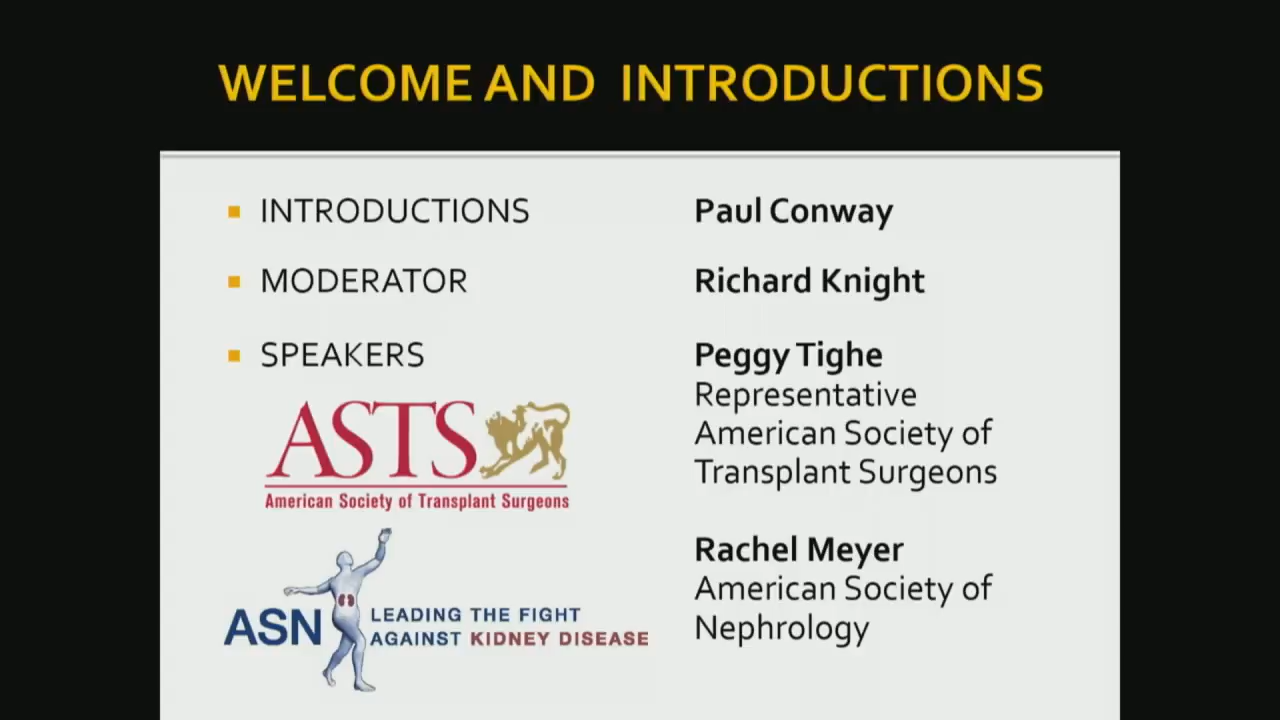 WELCOME AND INTRODUCTIONS
INTRODUCTIONS
Paul Conway
MODERATOR
Richard Knight
SPEAKERS
Peggy Tighe
Representative
American Society of
Transplant Surgeons
ASTS
American Society of Transplant Surgeons
Rachel Meyer
American Society of
Nephrology
ASN
LEADING THE FIGHT
AGAINST KIDNEY DISEASE